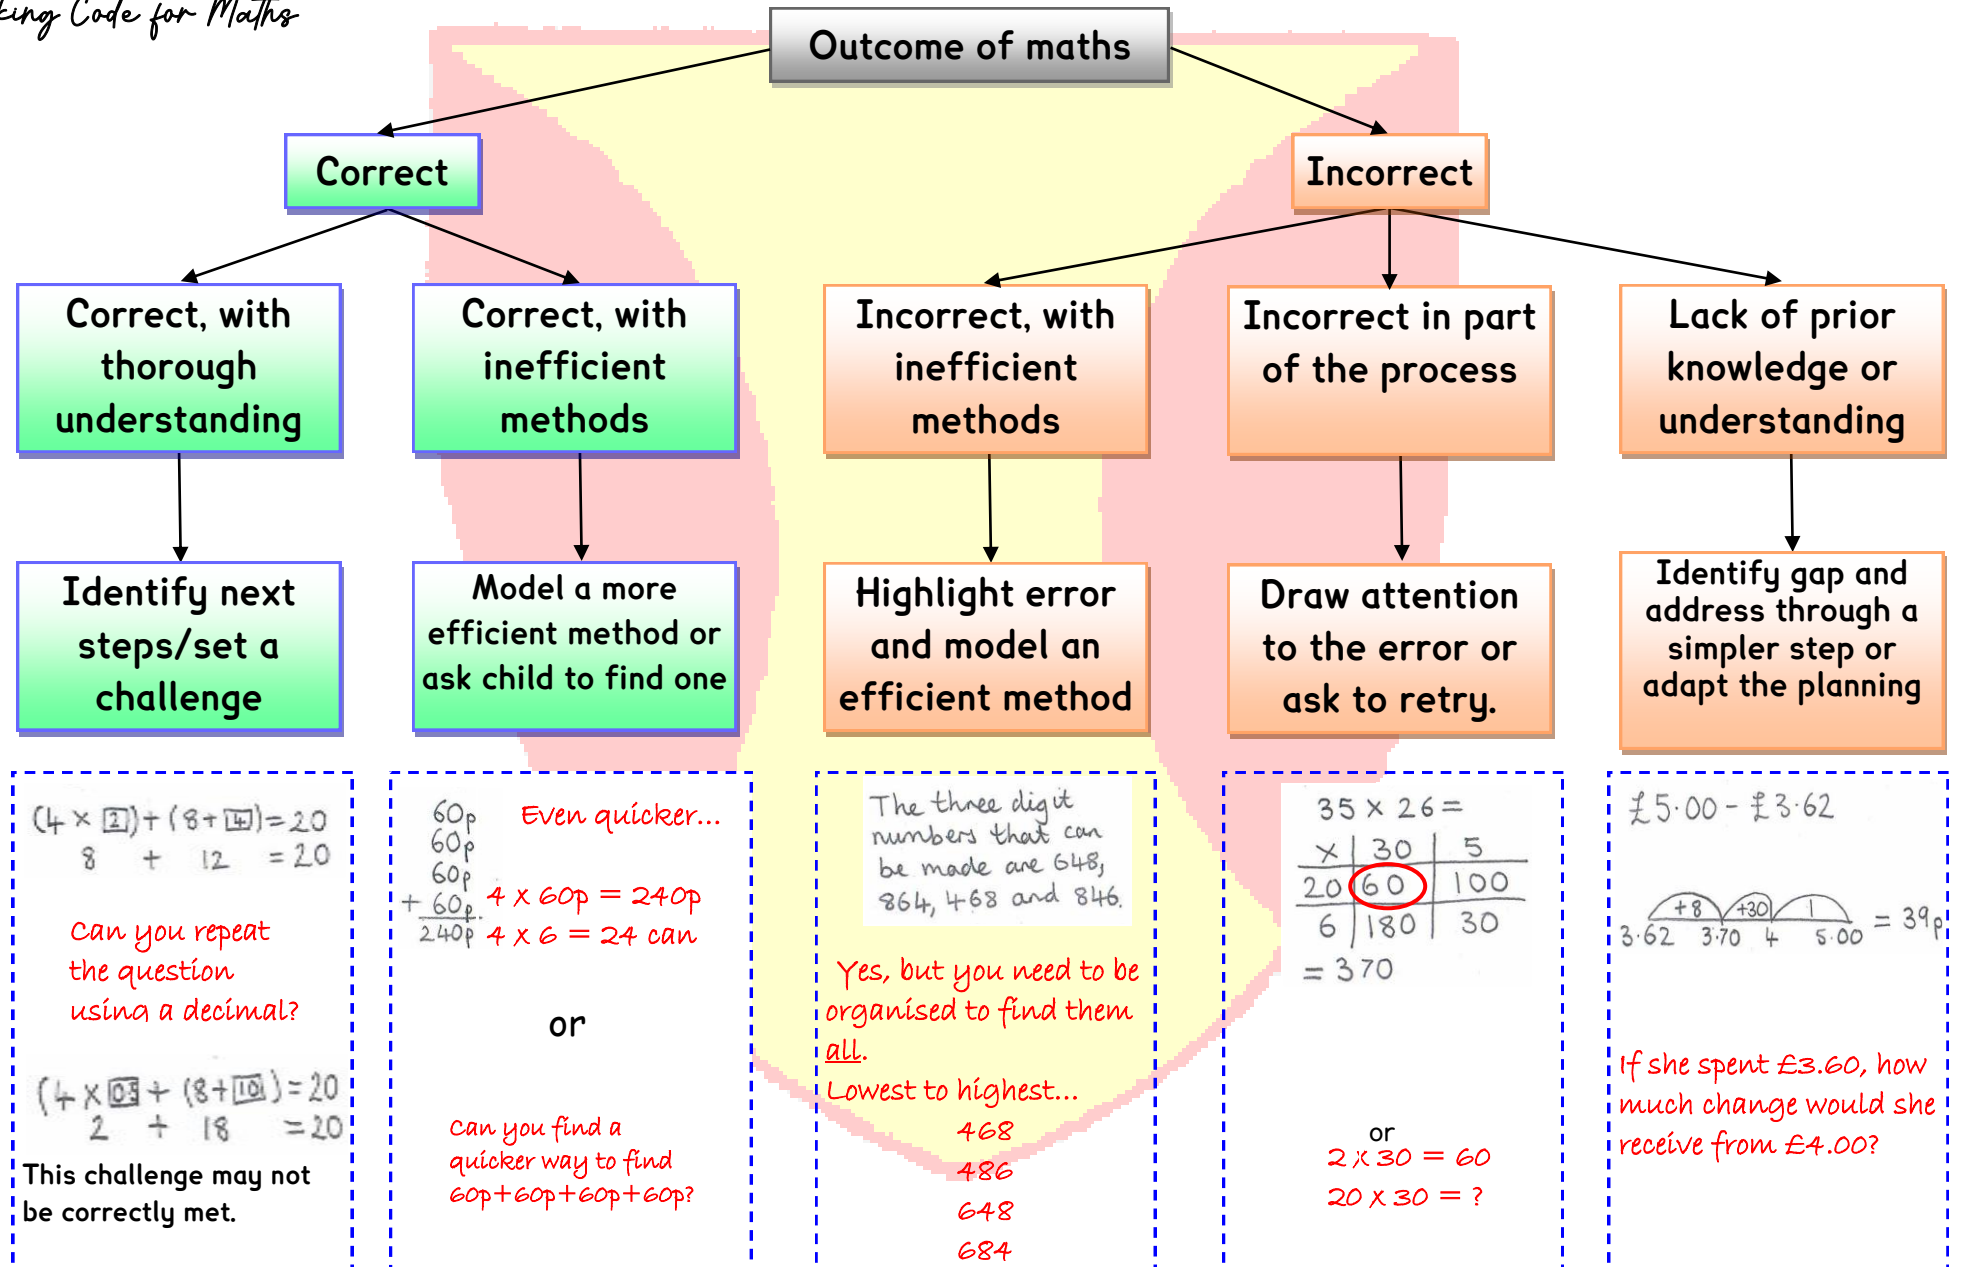 king Code for Maths
Outcome of maths
Correct
Incorrect
Correct, with
thorough
understanding
Correct, with
inefficient
methods
Incorrect, with
inefficient
methods
Incorrect in part
of the process
Lack of prior
knowledge or
understanding
Identify next
steps/set a
challenge
Model a more
efficient method or
ask child to find one
Highlight error
and model an
efficient method
Draw attention
to the error or
ask to retry.
Identify gap and
address through a
simpler step or
adapt the planning
(4 × 2)+(8+4)=20
8 + 12 =20
Can you repeat
the question
using a decimal?
(4 × 0.5 + (8+10)=20
2 + 18 =20
This challenge may not
be correctly met.
60p
60p
60p
+ 60p
240p
Even quicker...
4 x 60p = 240p
4 x 6 = 24 can
or
Can you find a
quicker way to find
60p+60p+60p+60p?
The three digit
numbers that can
be made are 648,
864, 468 and 846.
Yes, but you need to be
organised to find them
all.
Lowest to highest...
468
486
648
684
35 × 26 =
× 30 5
20 60 100
6 180 30
= 370
or
2 x 30 = 60
20 x 30 = ?
£5.00 - £3.62
+8 +30 1
3.62 3.70 4 5.00 = 39p
If she spent £3.60, how
much change would she
receive from £4.00?